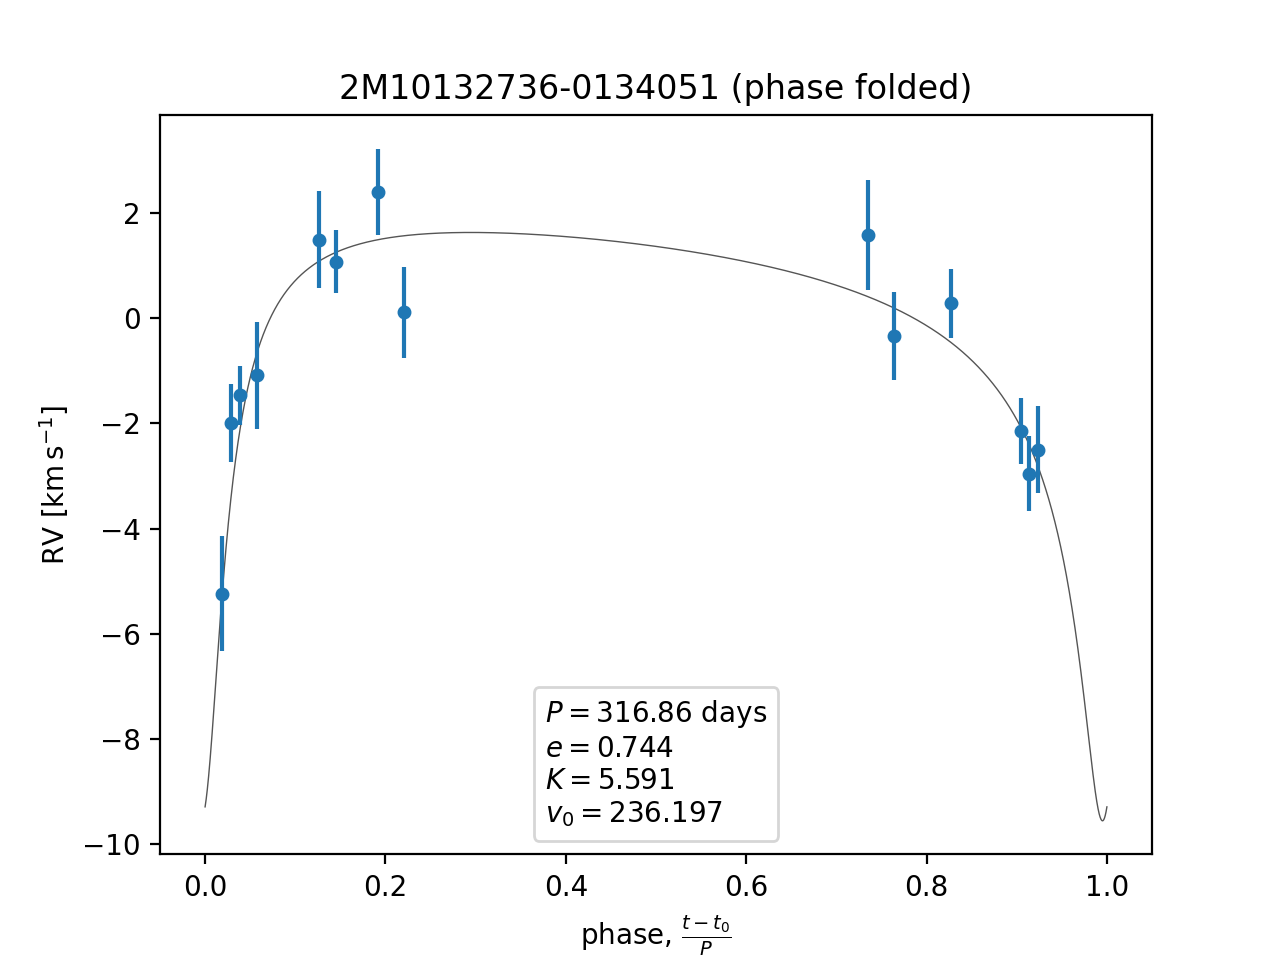 2M10132736-0134051 (phase folded)
RV [km s⁻¹]
2
0
−2
−4
−6
−8
−10
P = 316.86 days
e = 0.744
K = 5.591
v₀ = 236.197
0.0 0.2 0.4 0.6 0.8 1.0
phase, (t − t₀)/P